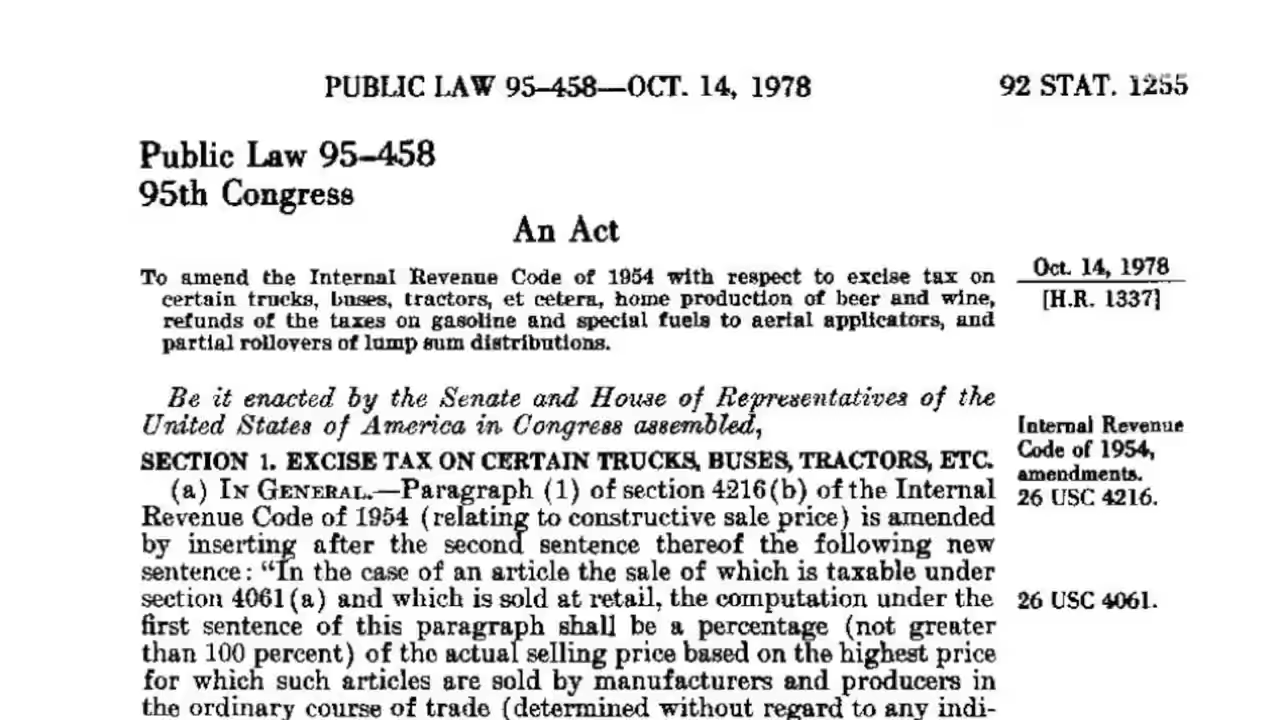 PUBLIC LAW 95–458—OCT. 14, 1978 92 STAT. 1255
Public Law 95–458
95th Congress
An Act
To amend the Internal Revenue Code of 1954 with respect to excise tax on
certain trucks, buses, tractors, et cetera, home production of beer and wine,
refunds of the taxes on gasoline and special fuels to aerial applicators, and
partial rollovers of lump sum distributions.
Oct. 14, 1978
[H.R. 1337]
Be it enacted by the Senate and House of Representatives of the
United States of America in Congress assembled,
SECTION 1. EXCISE TAX ON CERTAIN TRUCKS, BUSES, TRACTORS, ETC.
(a) IN GENERAL.—Paragraph (1) of section 4216(b) of the Internal
Revenue Code of 1954 (relating to constructive sale price) is amended
by inserting after the second sentence thereof the following new
sentence: “In the case of an article the sale of which is taxable under
section 4061(a) and which is sold at retail, the computation under the
first sentence of this paragraph shall be a percentage (not greater
than 100 percent) of the actual selling price based on the highest price
for which such articles are sold by manufacturers and producers in
the ordinary course of trade (determined without regard to any indi-
Internal Revenue
Code of 1954,
amendments.
26 USC 4216.
26 USC 4061.